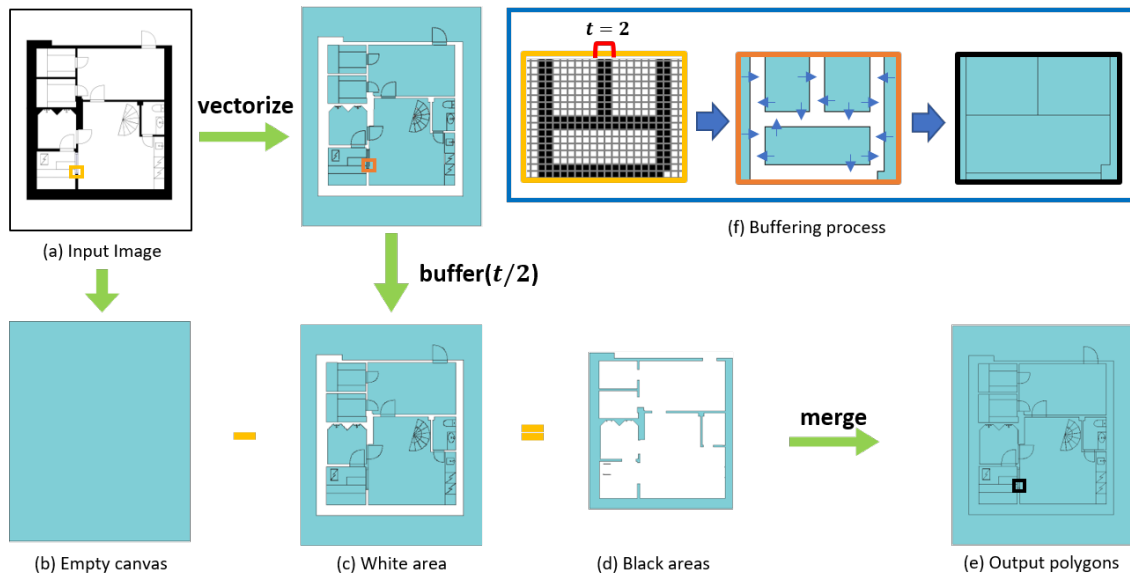 t = 2
vectorize
(f) Buffering process
(a) Input Image
buffer(t/2)
merge
(b) Empty canvas
(c) White area
(d) Black areas
(e) Output polygons